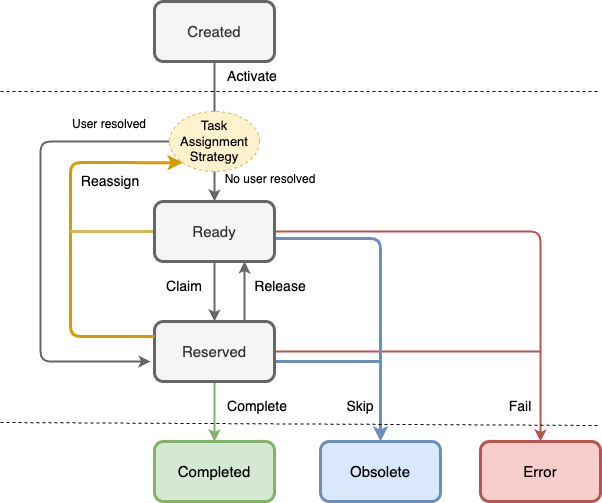 Created
Activate
User resolved
Task
Assignment
Strategy
Reassign
No user resolved
Ready
Claim
Release
Reserved
Complete
Skip
Fail
Completed
Obsolete
Error